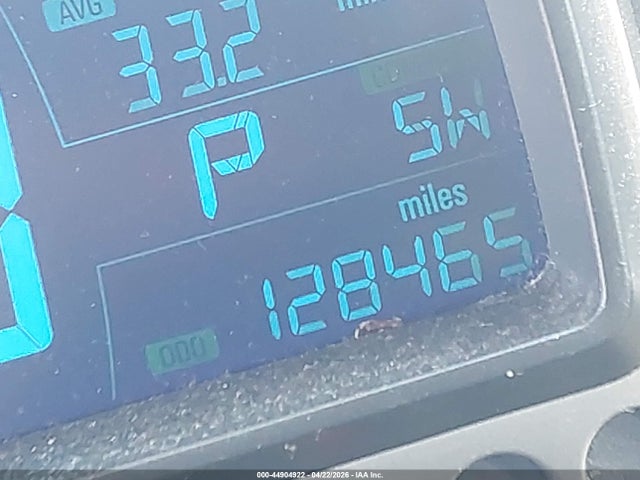 AVG
33.2
P
SW
miles
128465
ODO
000-44904922 - 04/22/2026 - IAA Inc.